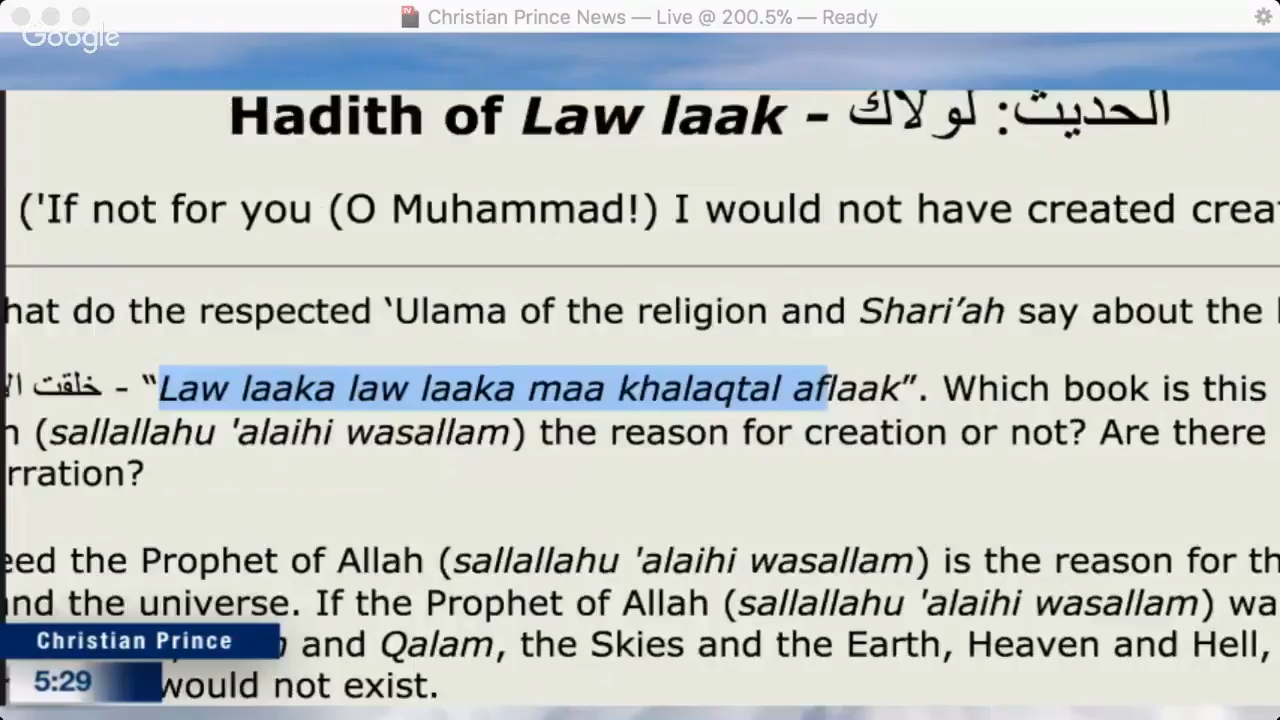 Christian Prince News — Live @ 200.5% — Ready
Google
Hadith of Law laak - الحديث: لولاك
('If not for you (O Muhammad!) I would not have created crea
hat do the respected ‘Ulama of the religion and Shari’ah say about the
خلقت الا - “Law laaka law laaka maa khalaqtal aflaak”. Which book is this
n (sallallahu 'alaihi wasallam) the reason for creation or not? Are there
rration?
eed the Prophet of Allah (sallallahu 'alaihi wasallam) is the reason for th
nd the universe. If the Prophet of Allah (sallallahu 'alaihi wasallam) wa
Christian Prince
and Qalam, the Skies and the Earth, Heaven and Hell,
5:29
would not exist.